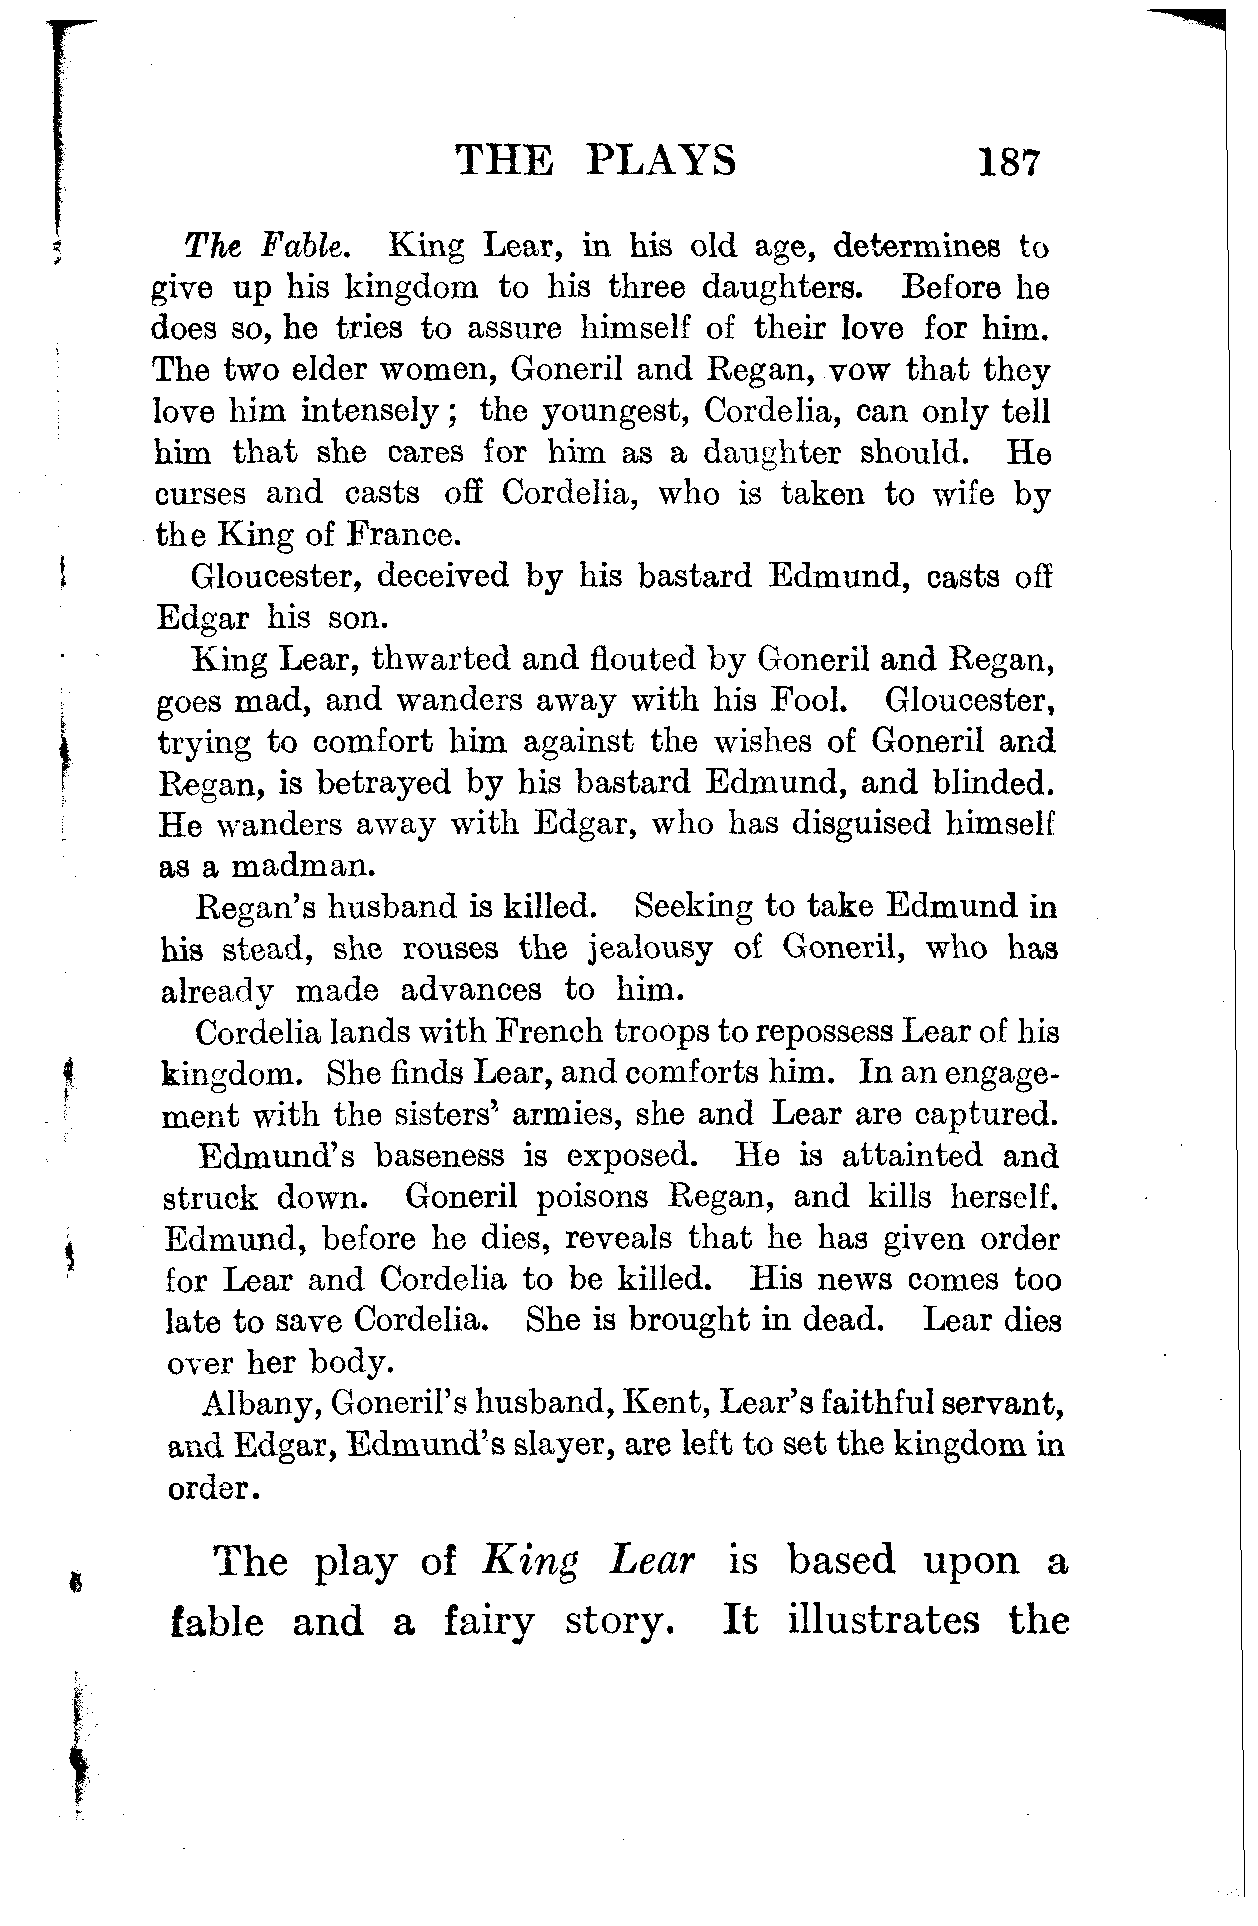 THE PLAYS 187
The Fable. King Lear, in his old age, determines to
give up his kingdom to his three daughters. Before he
does so, he tries to assure himself of their love for him.
The two elder women, Goneril and Regan, vow that they
love him intensely; the youngest, Cordelia, can only tell
him that she cares for him as a daughter should. He
curses and casts off Cordelia, who is taken to wife by
the King of France.
Gloucester, deceived by his bastard Edmund, casts off
Edgar his son.
King Lear, thwarted and flouted by Goneril and Regan,
goes mad, and wanders away with his Fool. Gloucester,
trying to comfort him against the wishes of Goneril and
Regan, is betrayed by his bastard Edmund, and blinded.
He wanders away with Edgar, who has disguised himself
as a madman.
Regan's husband is killed. Seeking to take Edmund in
his stead, she rouses the jealousy of Goneril, who has
already made advances to him.
Cordelia lands with French troops to repossess Lear of his
kingdom. She finds Lear, and comforts him. In an engage-
ment with the sisters' armies, she and Lear are captured.
Edmund's baseness is exposed. He is attainted and
struck down. Goneril poisons Regan, and kills herself.
Edmund, before he dies, reveals that he has given order
for Lear and Cordelia to be killed. His news comes too
late to save Cordelia. She is brought in dead. Lear dies
over her body.
Albany, Goneril's husband, Kent, Lear's faithful servant,
and Edgar, Edmund's slayer, are left to set the kingdom in
order.
The play of King Lear is based upon a
fable and a fairy story. It illustrates the